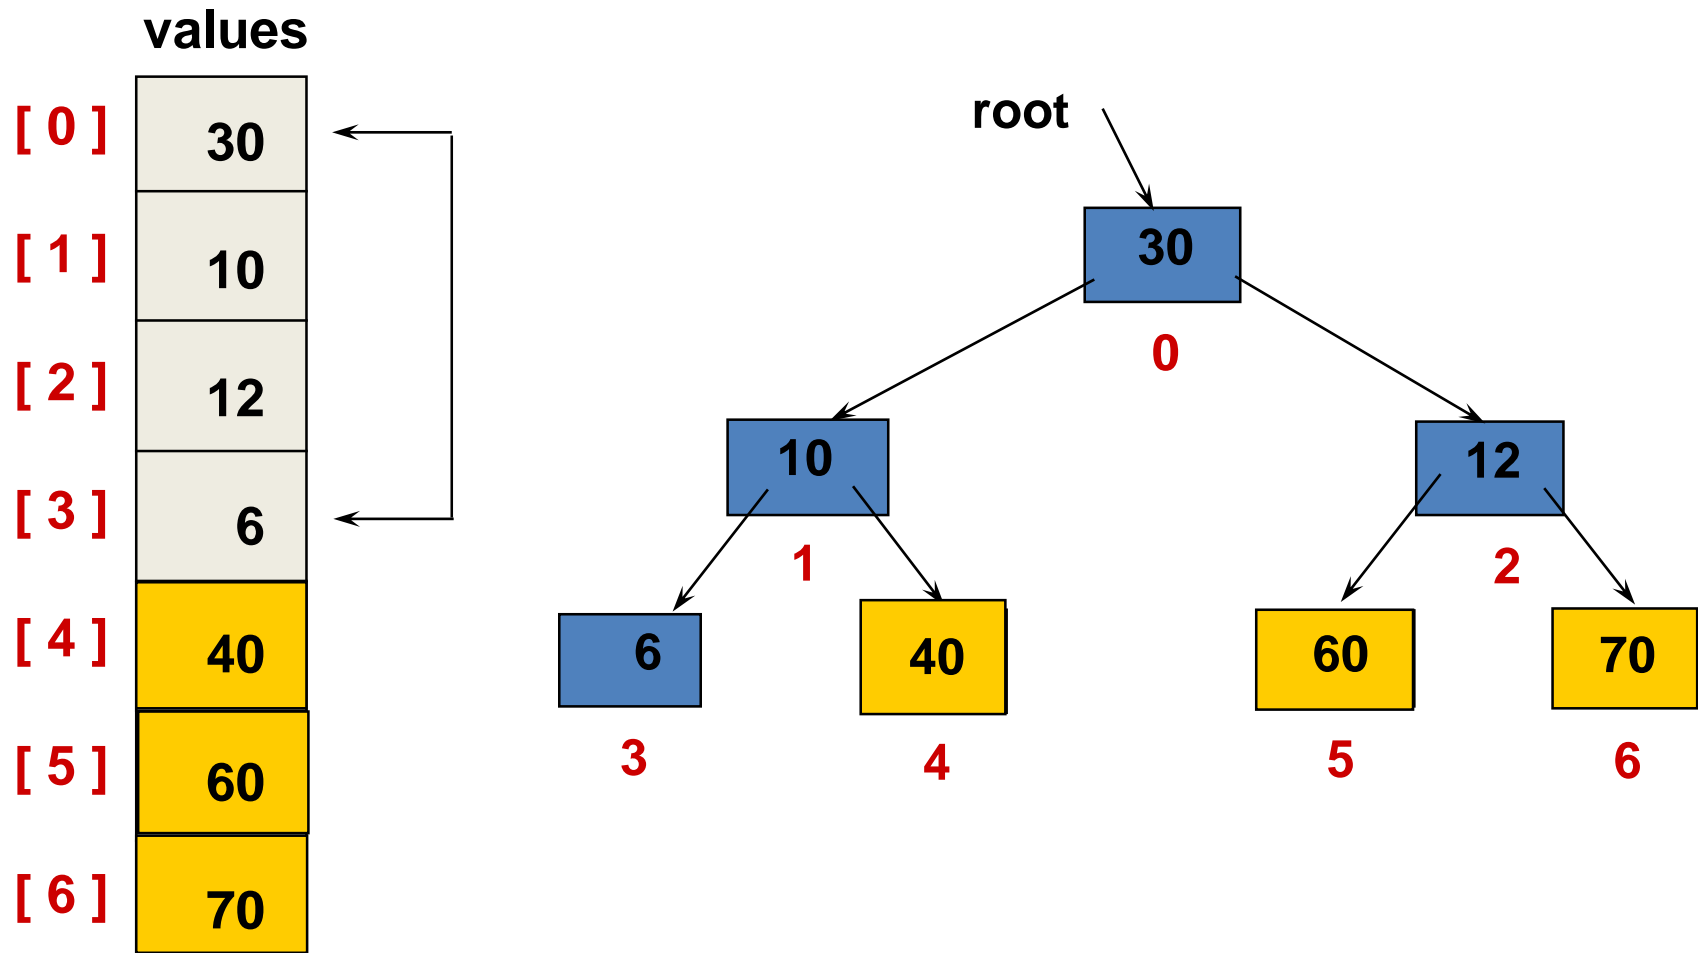 values
[ 0 ] 30
[ 1 ] 10
[ 2 ] 12
[ 3 ] 6
[ 4 ] 40
[ 5 ] 60
[ 6 ] 70
root
30
0
10 12
1 2
6 40 60 70
3 4 5 6